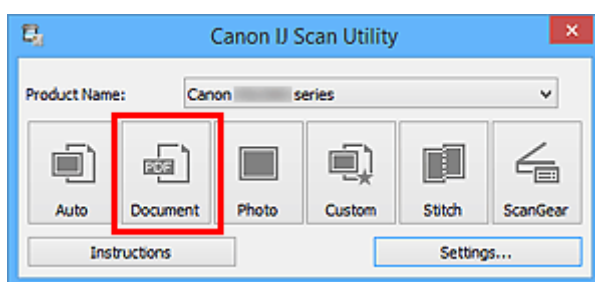 Canon IJ Scan Utility
Product Name: Canon series
PDF
Auto Document Photo Custom Stitch ScanGear
Instructions Settings...